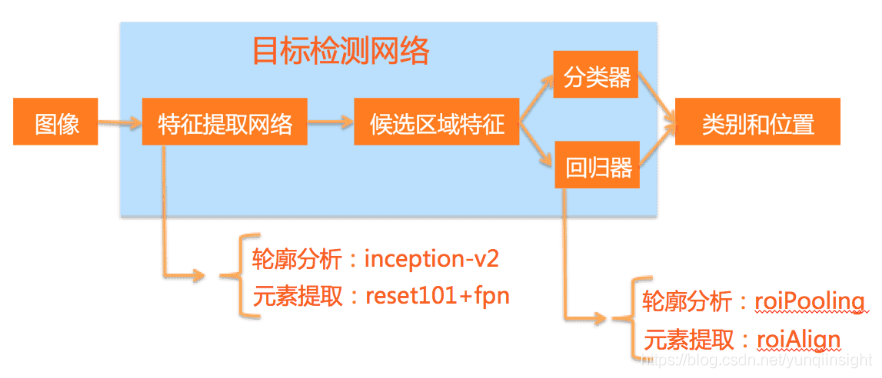 目标检测网络
图像
特征提取网络
候选区域特征
分类器
回归器
类别和位置
轮廓分析：inception-v2
元素提取：reset101+fpn
轮廓分析：roiPooling
元素提取：roiAlign
https://blog.csdn.net/yunqiinsight